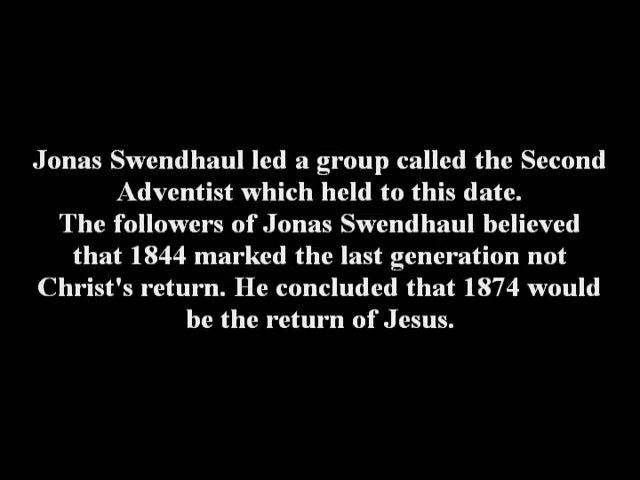 Jonas Swendhaul led a group called the Second
Adventist which held to this date.
The followers of Jonas Swendhaul believed
that 1844 marked the last generation not
Christ's return. He concluded that 1874 would
be the return of Jesus.